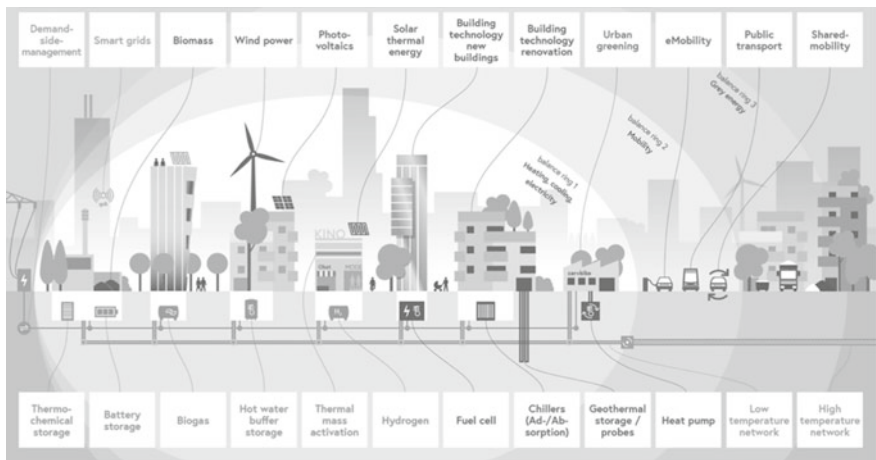 Demand-
side-
management
Smart grids
Biomass
Wind power
Photo-
voltaics
Solar
thermal
energy
Building
technology
new
buildings
Building
technology
renovation
Urban
greening
eMobility
Public
transport
Shared-
mobility
balance ring 3
Grey energy
balance ring 2
Mobility
balance ring 1
Heating, cooling,
electricity
KINO
H₂
Thermo-
chemical
storage
Battery
storage
Biogas
Hot water
buffer
storage
Thermal
mass
activation
Hydrogen
Fuel cell
Chillers
(Ad-/Ab-
sorption)
Geothermal
storage /
probes
Heat pump
Low
temperature
network
High
temperature
network